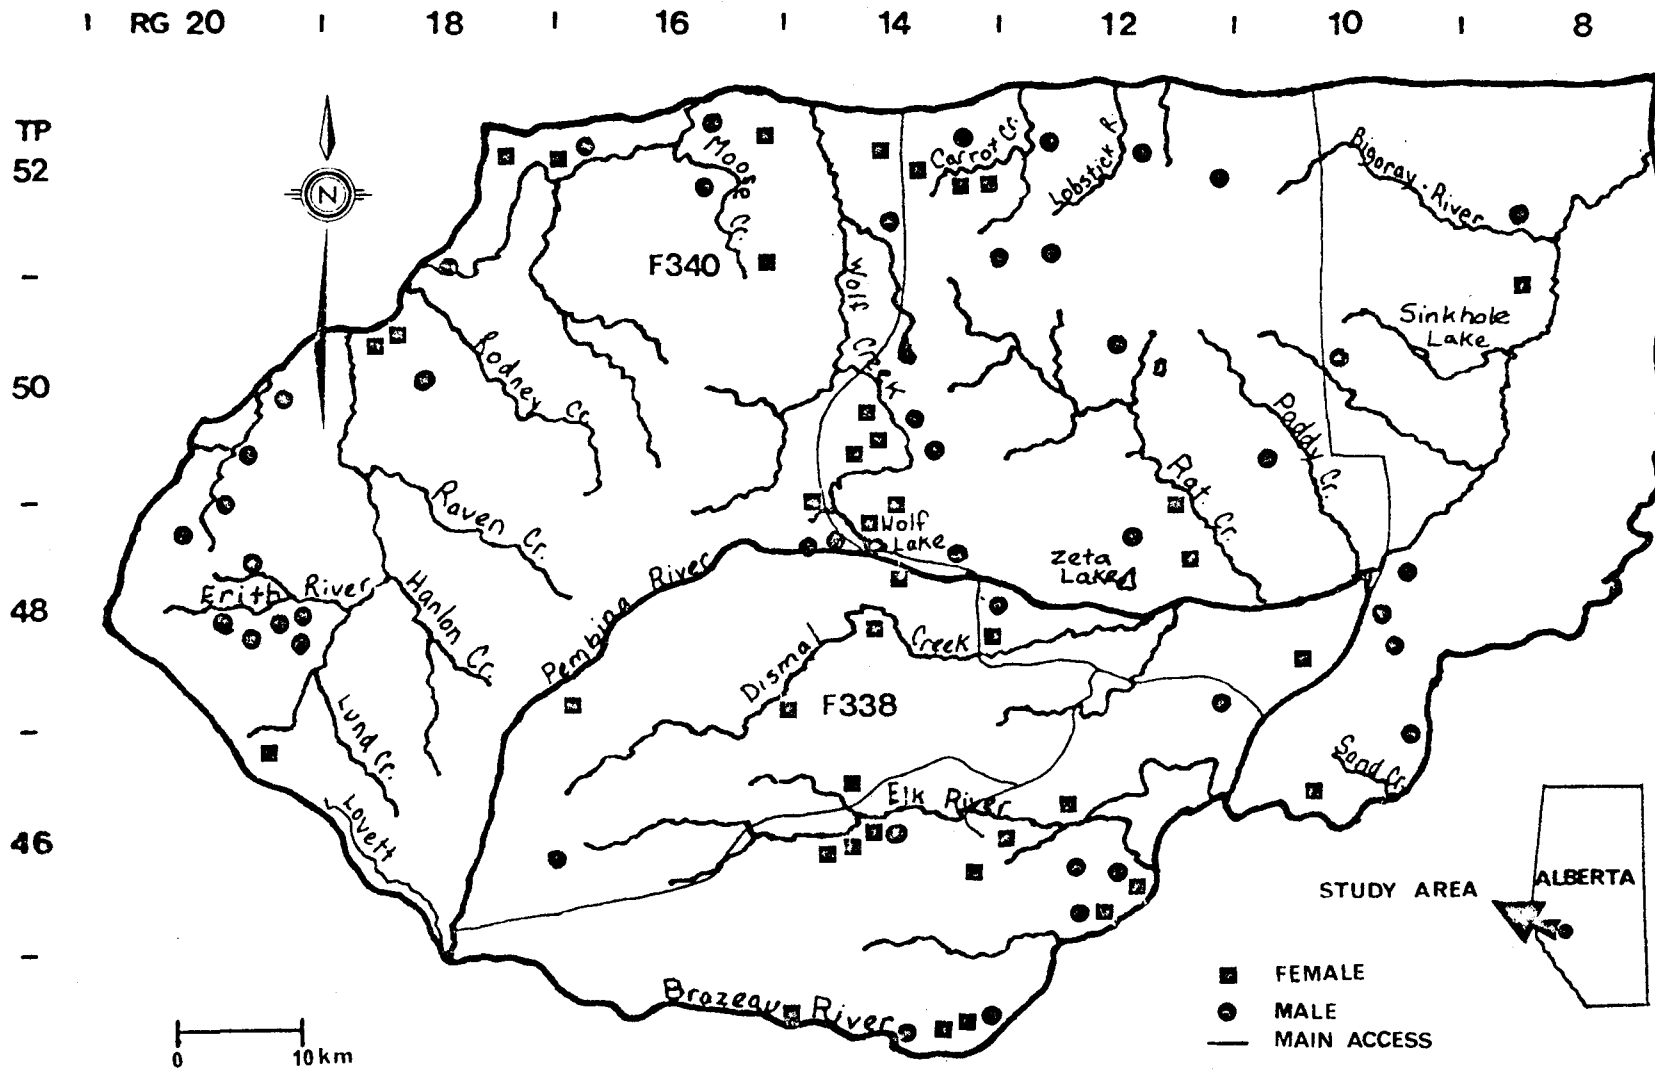 RG 20 18 16 14 12 10 8
TP
52
50
48
46
N
Moose Cr.
Carrot Cr.
Lobstick R.
Bigoray River
F340
Wolf Creek
Sinkhole
Lake
Rodney Cr.
Paddy Cr.
Raven Cr.
Rat Cr.
Wolf
Lake
Zeta
Lake
Erith River
Hanlon Cr.
Pembina River
Dismal Creek
F338
Lund Cr.
Sand Cr.
Elk River
Lovett
ALBERTA
STUDY AREA
Brazeau River
FEMALE
MALE
MAIN ACCESS
0 10km